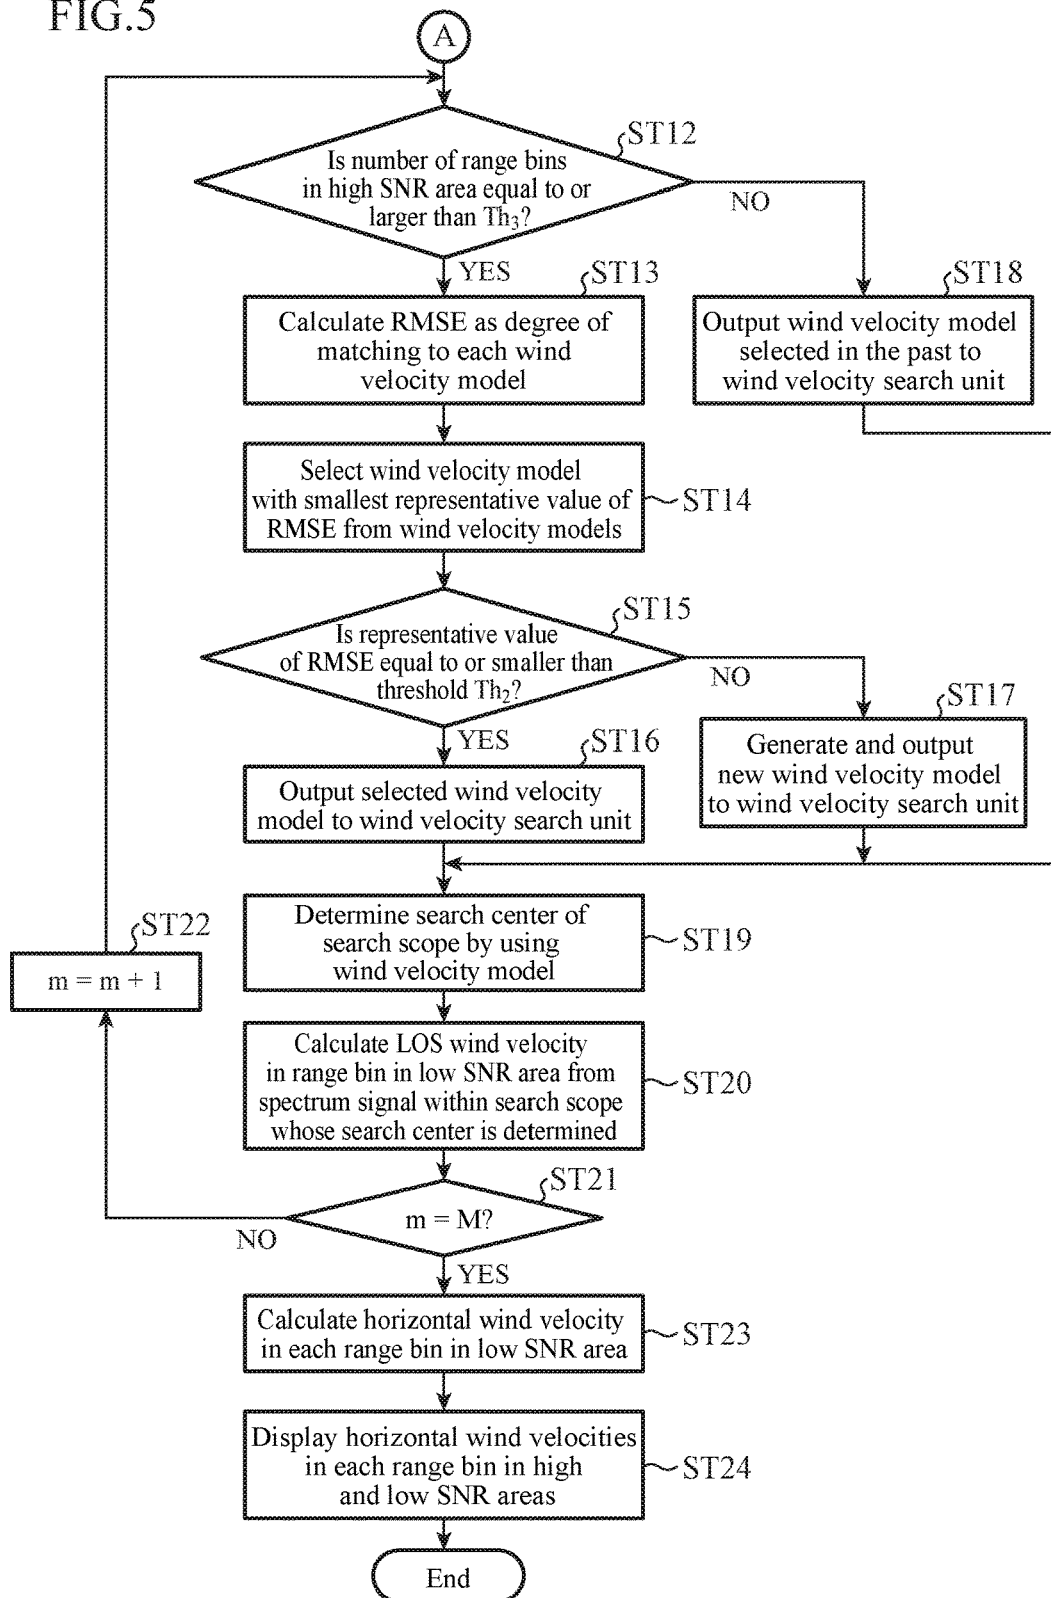 FIG.5
A
ST12
Is number of range bins
in high SNR area equal to or
larger than Th3?
NO
YES
ST13
Calculate RMSE as degree of
matching to each wind
velocity model
ST18
Output wind velocity model
selected in the past to
wind velocity search unit
Select wind velocity model
with smallest representative value of
RMSE from wind velocity models
ST14
ST15
Is representative value
of RMSE equal to or smaller than
threshold Th2?
NO
YES
ST16
Output selected wind velocity
model to wind velocity search unit
ST17
Generate and output
new wind velocity model
to wind velocity search unit
Determine search center of
search scope by using
wind velocity model
ST19
ST22
m = m + 1
Calculate LOS wind velocity
in range bin in low SNR area from
spectrum signal within search scope
whose search center is determined
ST20
ST21
m = M?
NO
YES
Calculate horizontal wind velocity
in each range bin in low SNR area
ST23
Display horizontal wind velocities
in each range bin in high
and low SNR areas
ST24
End